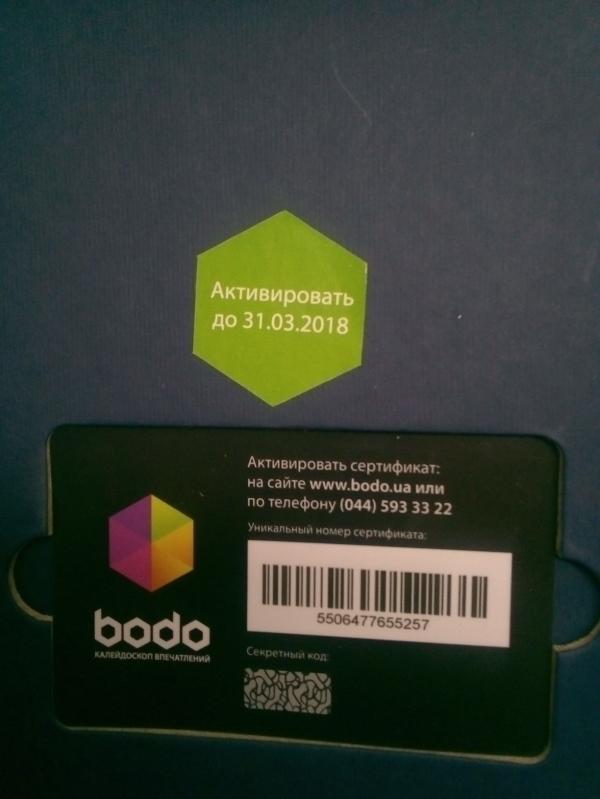 Активировать
до 31.03.2018
Активировать сертификат:
на сайте www.bodo.ua или
по телефону (044) 593 33 22
Уникальный номер сертификата:
5506477655257
bodo
КАЛЕЙДОСКОП ВПЕЧАТЛЕНИЙ
Секретный код: